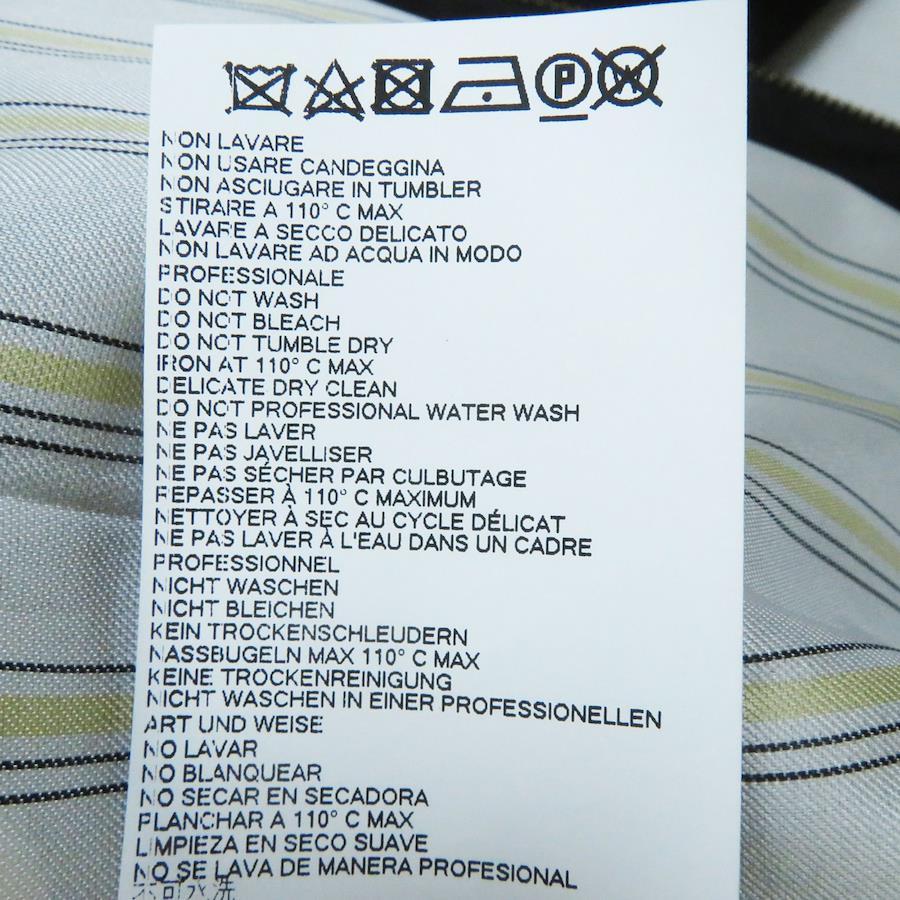 P W
NON LAVARE
NON USARE CANDEGGINA
NON ASCIUGARE IN TUMBLER
STIRARE A 110° C MAX
LAVARE A SECCO DELICATO
NON LAVARE AD ACQUA IN MODO
PROFESSIONALE
DO NOT WASH
DO NOT BLEACH
DO NOT TUMBLE DRY
IRON AT 110° C MAX
DELICATE DRY CLEAN
DO NOT PROFESSIONAL WATER WASH
NE PAS LAVER
NE PAS JAVELLISER
NE PAS SÉCHER PAR CULBUTAGE
REPASSER À 110° C MAXIMUM
NETTOYER À SEC AU CYCLE DÉLICAT
NE PAS LAVER À L'EAU DANS UN CADRE
PROFESSIONNEL
NICHT WASCHEN
NICHT BLEICHEN
KEIN TROCKENSCHLEUDERN
NASSBUGELN MAX 110° C MAX
KEINE TROCKENREINIGUNG
NICHT WASCHEN IN EINER PROFESSIONELLEN
ART UND WEISE
NO LAVAR
NO BLANQUEAR
NO SECAR EN SECADORA
PLANCHAR A 110° C MAX
LIMPIEZA EN SECO SUAVE
NO SE LAVA DE MANERA PROFESIONAL
不可水洗